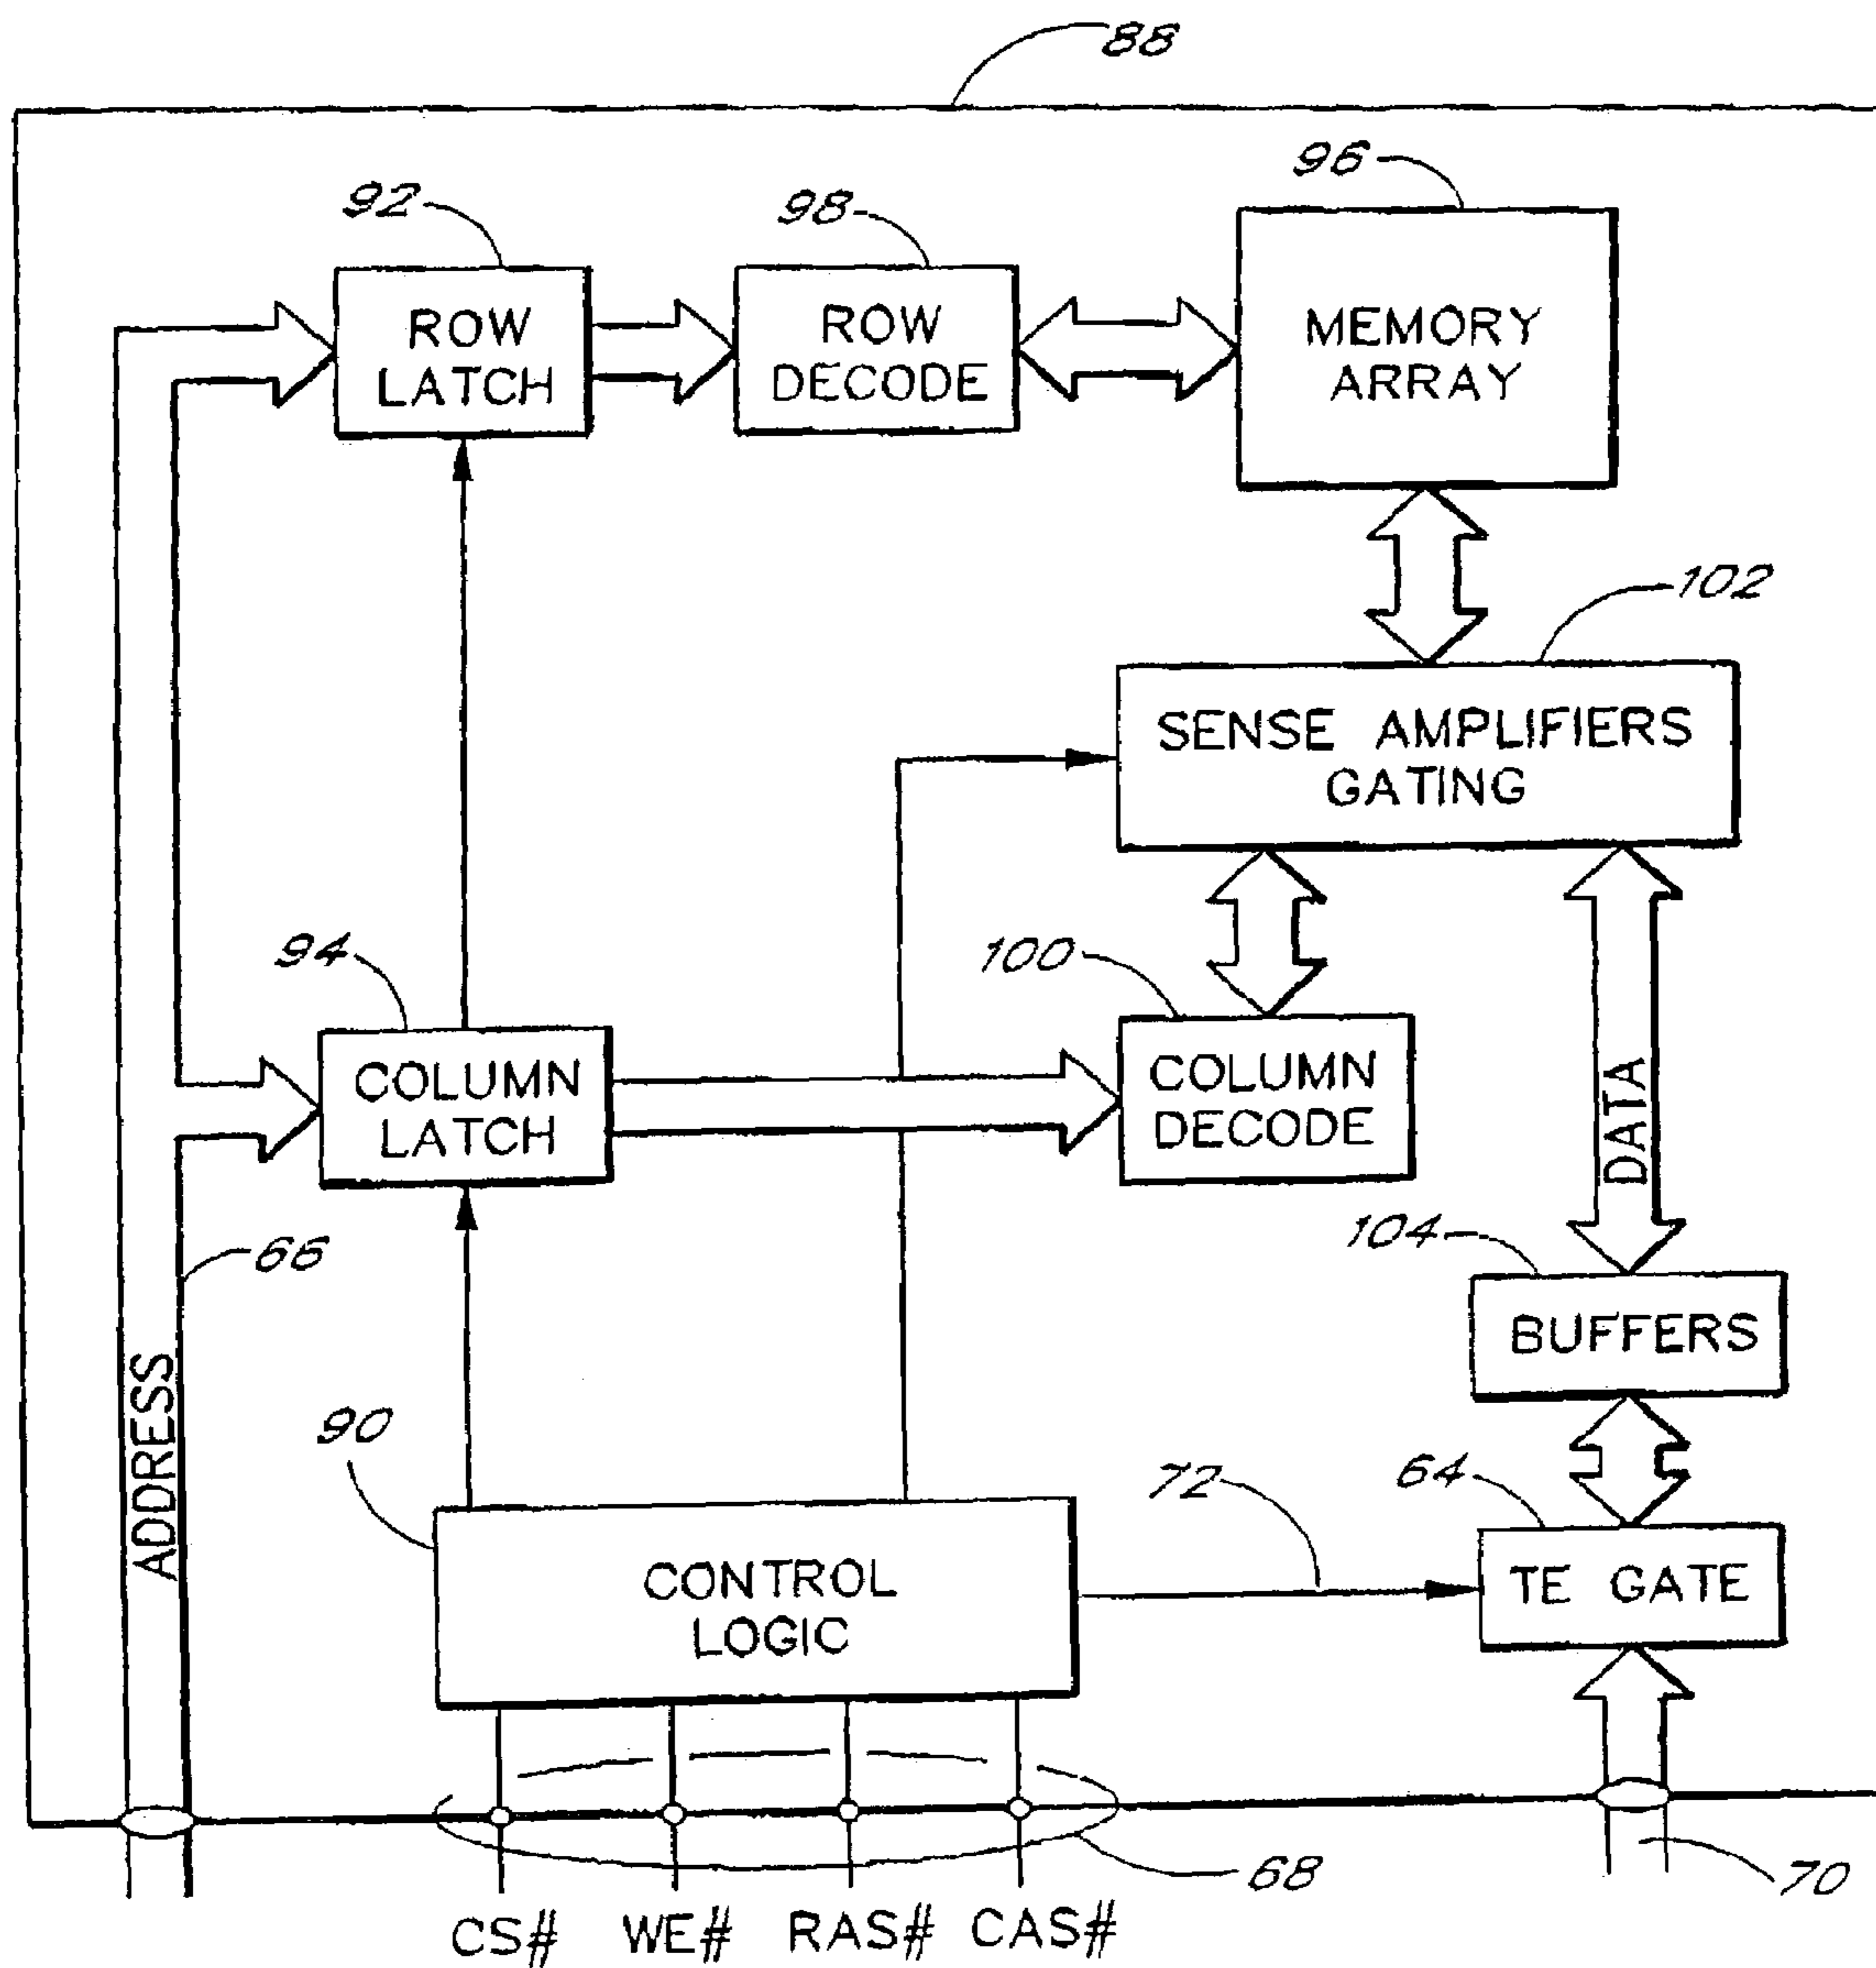 88
96
92
98
ROW
LATCH
ROW
DECODE
MEMORY
ARRAY
102
SENSE AMPLIFIERS
GATING
94
100
COLUMN
LATCH
COLUMN
DECODE
DATA
66
104
BUFFERS
ADDRESS
90
72
64
CONTROL
LOGIC
TE GATE
68
70
CS# WE# RAS# CAS#